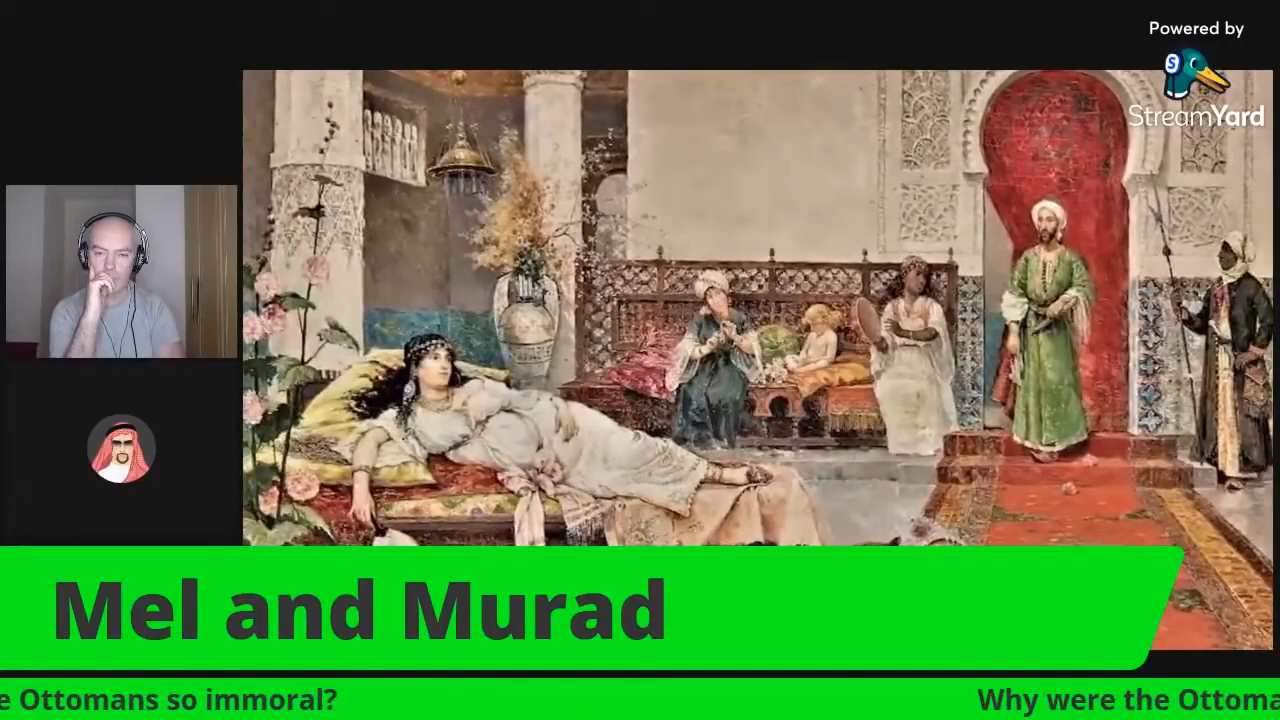 Powered by
S
StreamYard
Mel and Murad
e Ottomans so immoral?
Why were the Ottoma